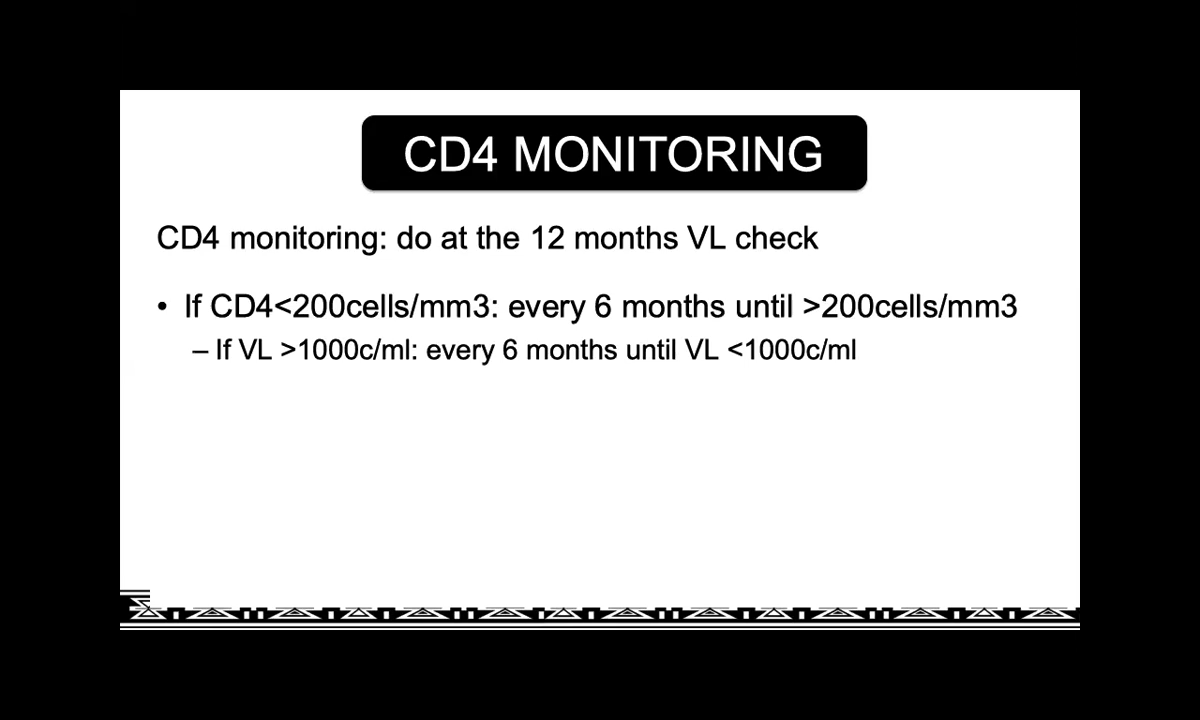 CD4 MONITORING
CD4 monitoring: do at the 12 months VL check
• If CD4<200cells/mm3: every 6 months until >200cells/mm3
– If VL >1000c/ml: every 6 months until VL <1000c/ml